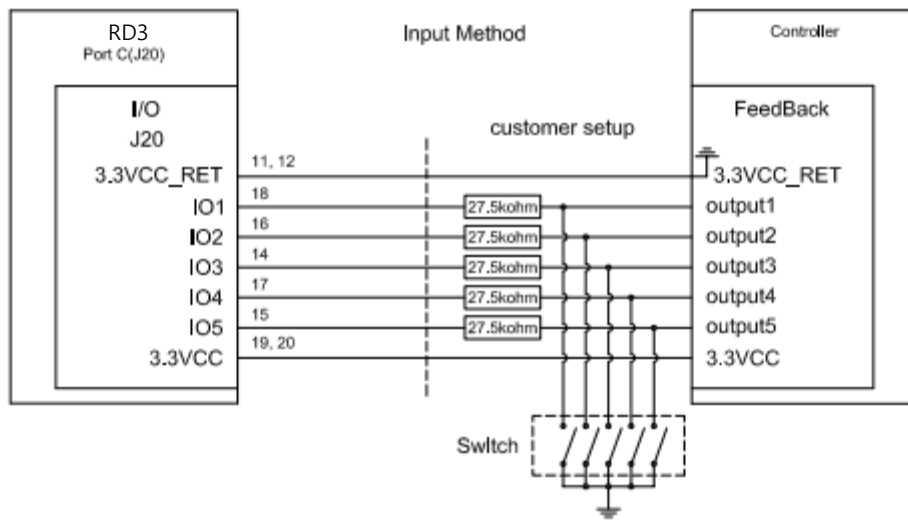 RD3
Port C(J20)
Input Method
Controller
I/O
J20
FeedBack
customer setup
3.3VCC_RET
11, 12
3.3VCC_RET
IO1
18
27.5kohm
output1
IO2
16
27.5kohm
output2
IO3
14
27.5kohm
output3
IO4
17
27.5kohm
output4
IO5
15
27.5kohm
output5
3.3VCC
19, 20
3.3VCC
Switch